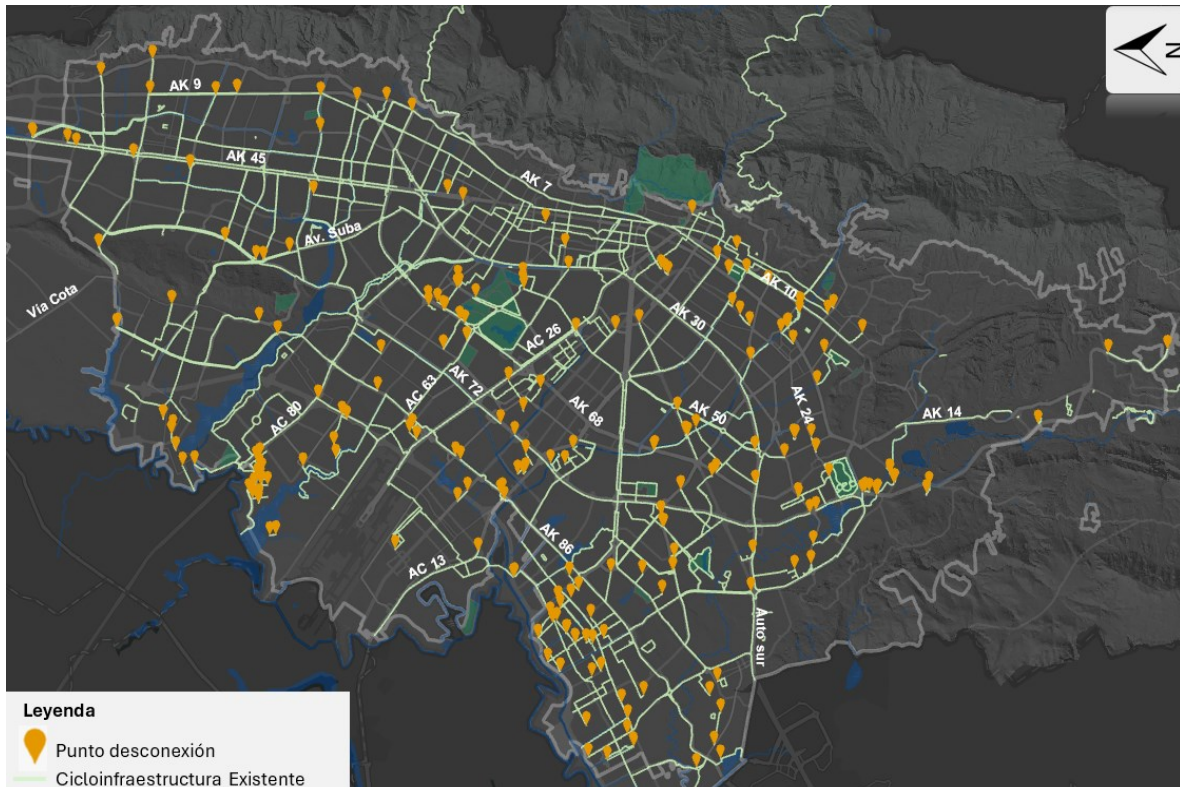 N
AK 9
AK 45
AK 7
Av. Suba
Via Cota
AK 10
AK 30
AC 26
AC 63
AK 72
AC 80
AK 68
AK 50
AK 24
AK 14
AK 86
AC 13
Auto sur
Leyenda
Punto desconexión
Cicloinfraestructura Existente